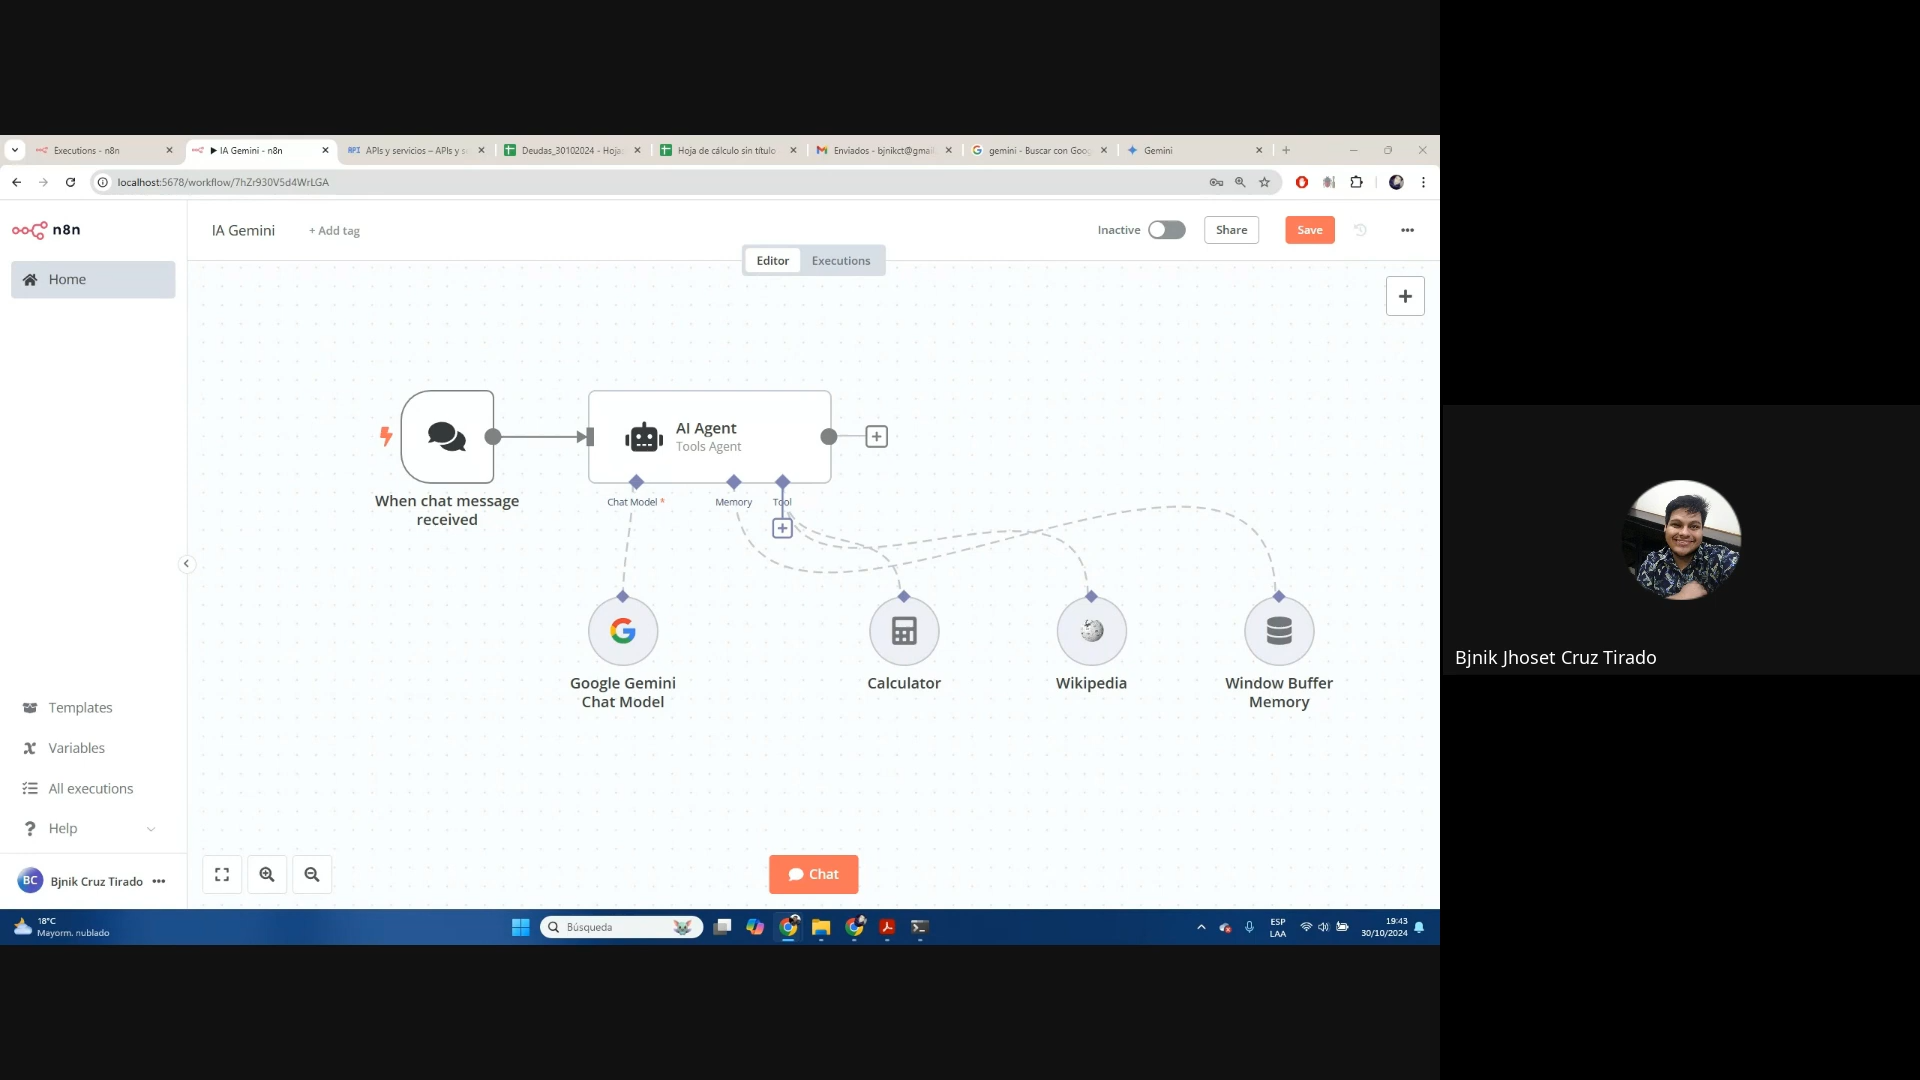 Executions - n8n
▶ IA Gemini - n8n
API APIs y servicios – APIs y s
Deudas_30102024 - Hoja
Hoja de cálculo sin título
Enviados - bjnikct@gmail
gemini - Buscar con Goog
Gemini
localhost:5678/workflow/7hZr930V5d4WrLGA
n8n
IA Gemini
+ Add tag
Inactive
Share
Save
Editor
Executions
Home
AI Agent
Tools Agent
Chat Model *
Memory
Tool
When chat message
received
Google Gemini
Chat Model
Calculator
Wikipedia
Window Buffer
Memory
Bjnik Jhoset Cruz Tirado
Templates
Variables
All executions
Help
BC
Bjnik Cruz Tirado
Chat
18°C
Mayorm. nublado
Búsqueda
ESP
LAA
19:43
30/10/2024